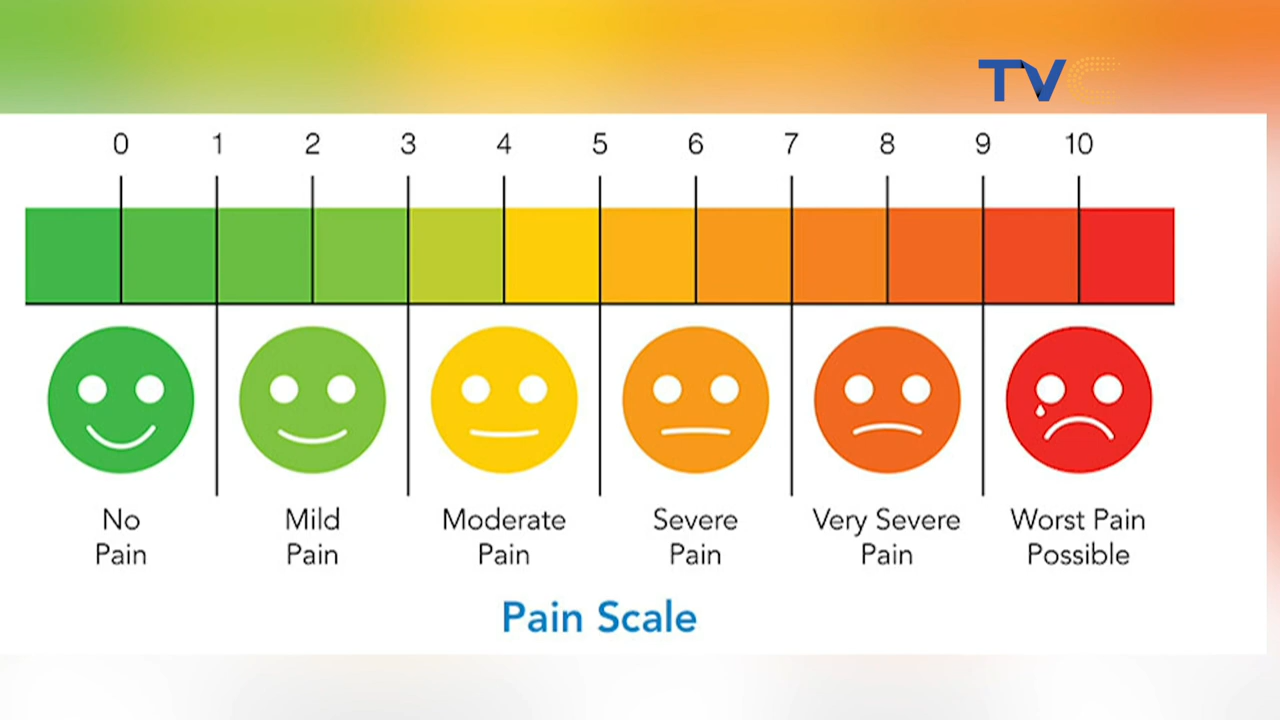 TVC
0 1 2 3 4 5 6 7 8 9 10
No
Pain
Mild
Pain
Moderate
Pain
Severe
Pain
Very Severe
Pain
Worst Pain
Possible
Pain Scale